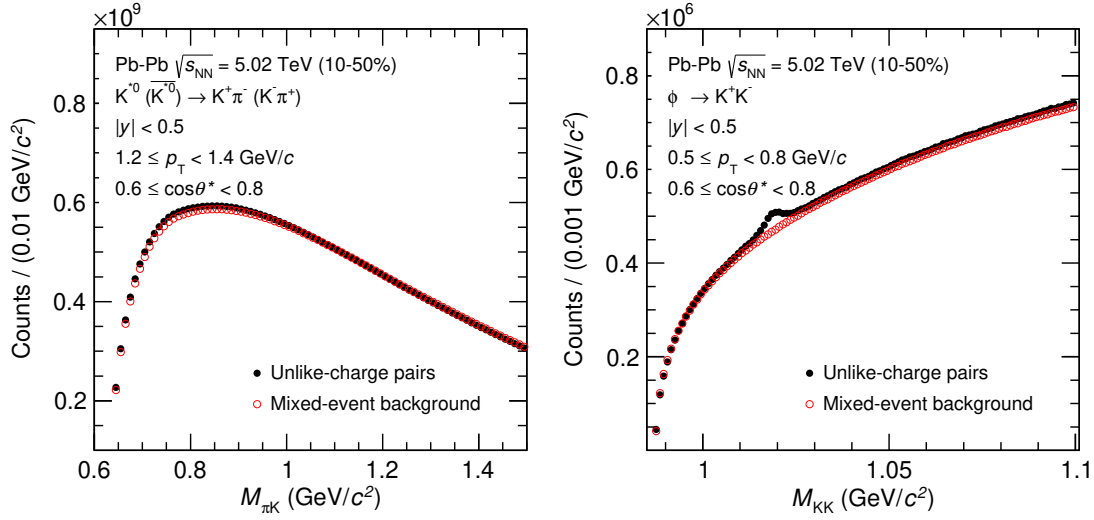 ×10⁹
Pb-Pb √s_NN = 5.02 TeV (10-50%)
K*⁰ (K̅*⁰) → K⁺π⁻ (K⁻π⁺)
|y| < 0.5
1.2 ≤ p_T < 1.4 GeV/c
0.6 ≤ cosθ* < 0.8
Counts / (0.01 GeV/c²)
0.8
0.6
0.4
0.2
Unlike-charge pairs
Mixed-event background
0.6 0.8 1 1.2 1.4
M_πK (GeV/c²)
×10⁶
Pb-Pb √s_NN = 5.02 TeV (10-50%)
ϕ → K⁺K⁻
|y| < 0.5
0.5 ≤ p_T < 0.8 GeV/c
0.6 ≤ cosθ* < 0.8
Counts / (0.001 GeV/c²)
0.8
0.6
0.4
0.2
Unlike-charge pairs
Mixed-event background
1 1.05 1.1
M_KK (GeV/c²)